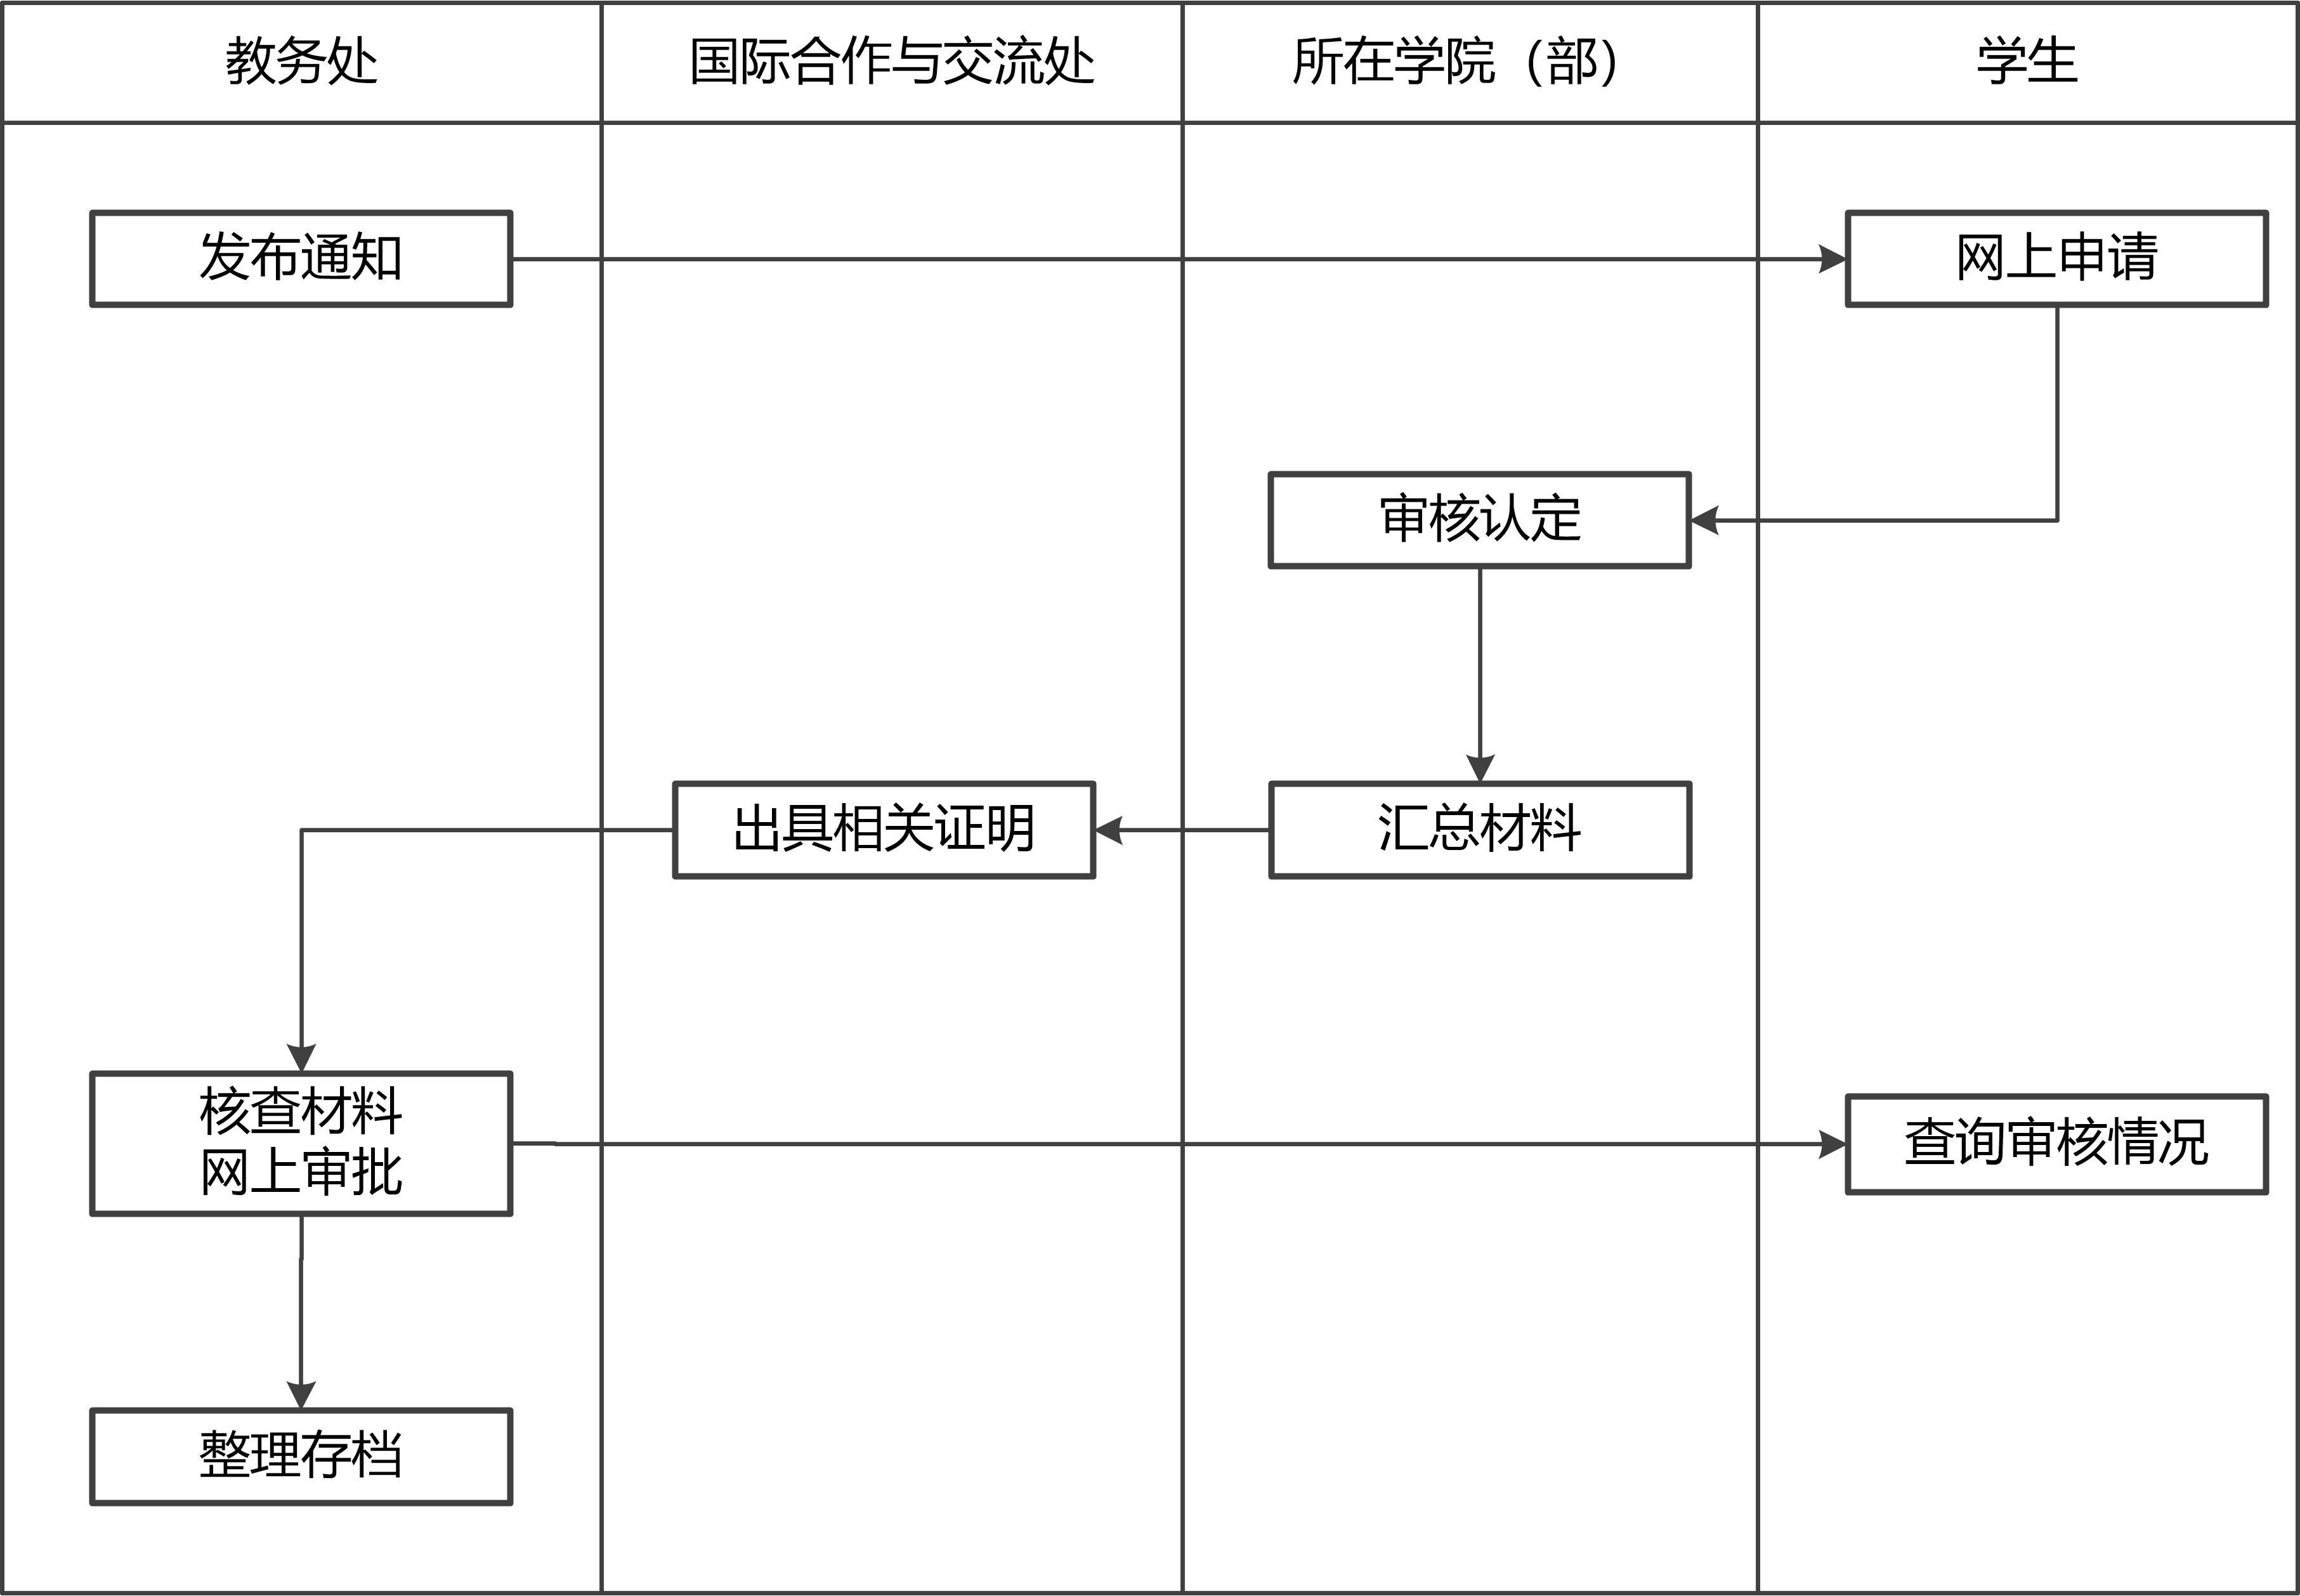 教务处
国际合作与交流处
所在学院（部）
学生
发布通知
网上申请
审核认定
出具相关证明
汇总材料
核查材料
网上审批
查询审核情况
整理存档